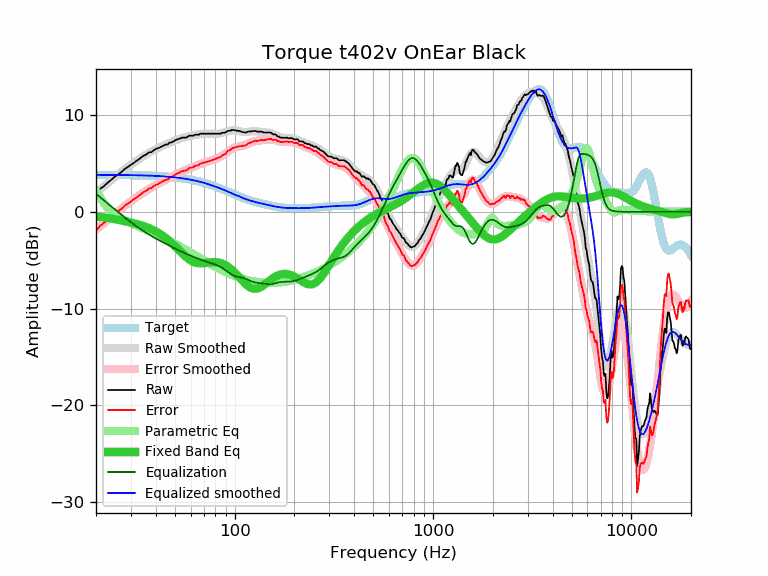 Torque t402v OnEar Black
10
0
−10
−20
−30
Amplitude (dBr)
Target
Raw Smoothed
Error Smoothed
Raw
Error
Parametric Eq
Fixed Band Eq
Equalization
Equalized smoothed
100 1000 10000
Frequency (Hz)